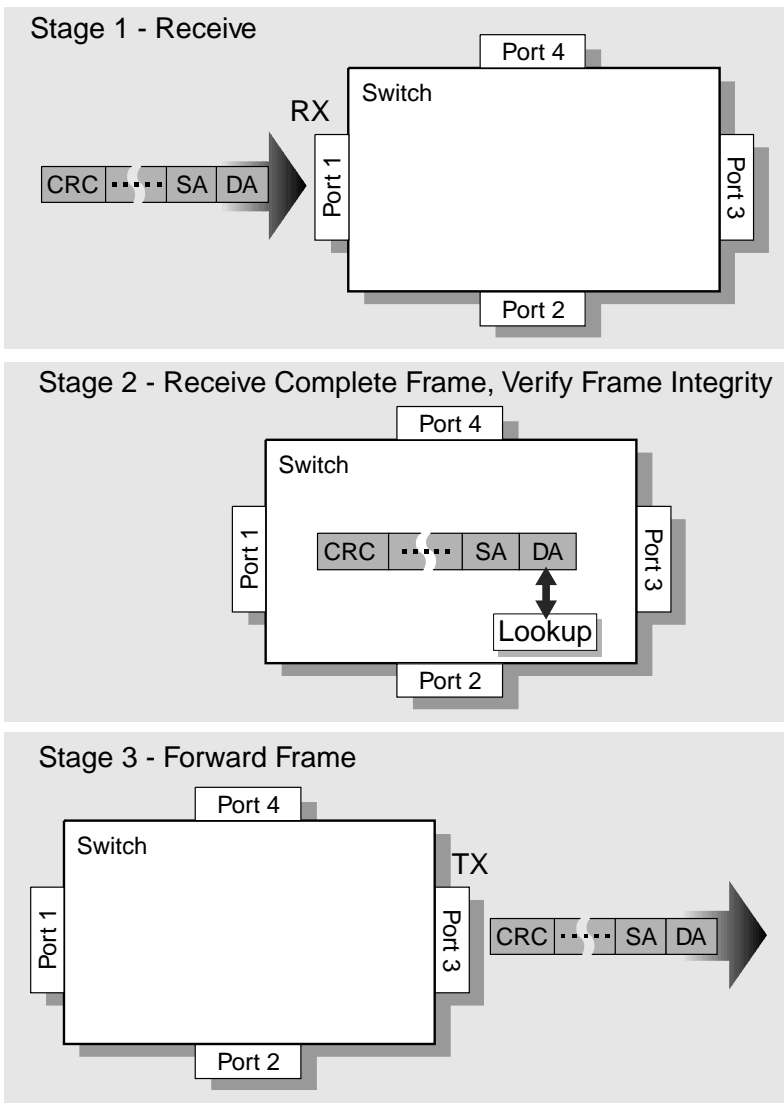 Stage 1 - Receive
Port 4
Switch
RX
Port 1
CRC SA DA
Port 3
Port 2
Stage 2 - Receive Complete Frame, Verify Frame Integrity
Port 4
Switch
Port 1
CRC SA DA
Port 3
Lookup
Port 2
Stage 3 - Forward Frame
Port 4
Switch
TX
Port 1
Port 3
CRC SA DA
Port 2